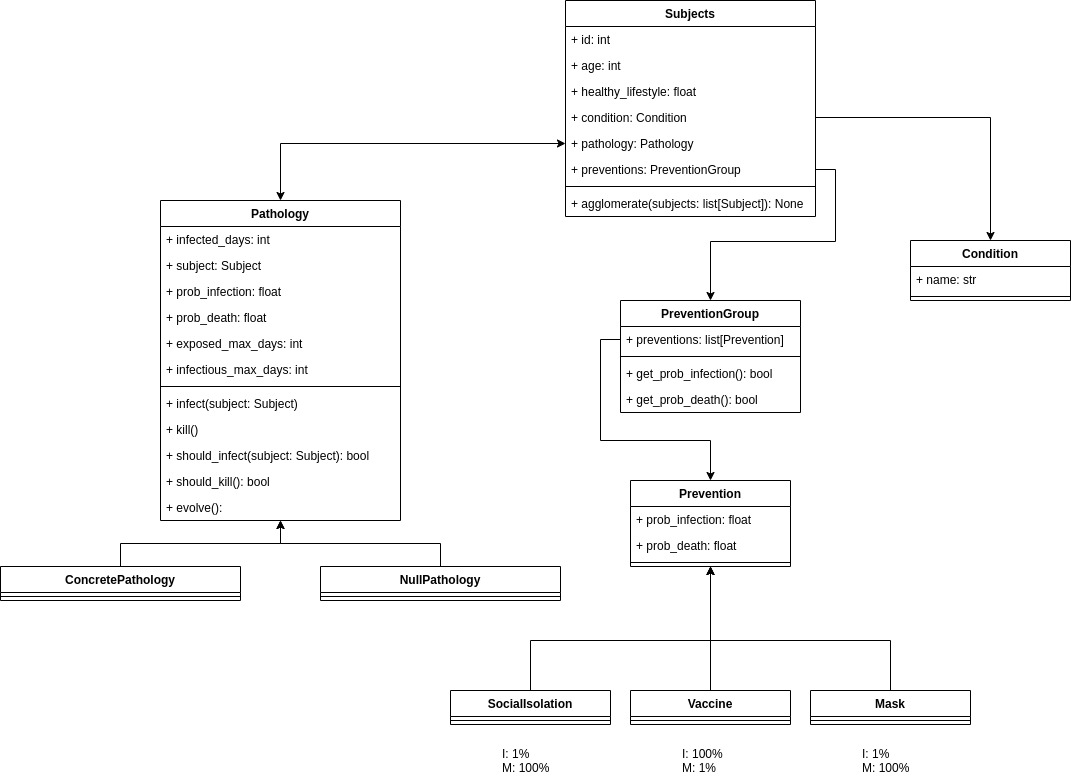 Subjects
+ id: int
+ age: int
+ healthy_lifestyle: float
+ condition: Condition
+ pathology: Pathology
+ preventions: PreventionGroup
+ agglomerate(subjects: list[Subject]): None
Pathology
+ infected_days: int
+ subject: Subject
+ prob_infection: float
+ prob_death: float
+ exposed_max_days: int
+ infectious_max_days: int
+ infect(subject: Subject)
+ kill()
+ should_infect(subject: Subject): bool
+ should_kill(): bool
+ evolve():
Condition
+ name: str
PreventionGroup
+ preventions: list[Prevention]
+ get_prob_infection(): bool
+ get_prob_death(): bool
Prevention
+ prob_infection: float
+ prob_death: float
ConcretePathology
NullPathology
SocialIsolation
Vaccine
Mask
I: 1%
M: 100%
I: 100%
M: 1%
I: 1%
M: 100%